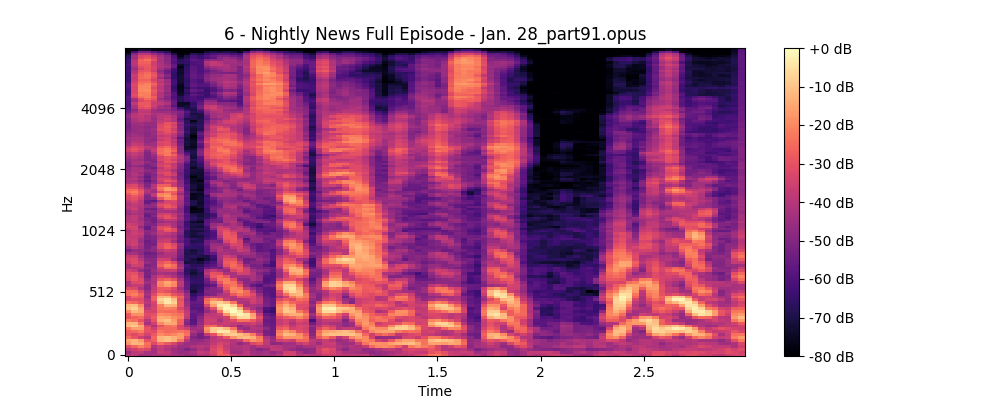 6 - Nightly News Full Episode - Jan. 28_part91.opus
Hz
4096
2048
1024
512
0
0
0.5
1
1.5
2
2.5
Time
+0 dB
-10 dB
-20 dB
-30 dB
-40 dB
-50 dB
-60 dB
-70 dB
-80 dB